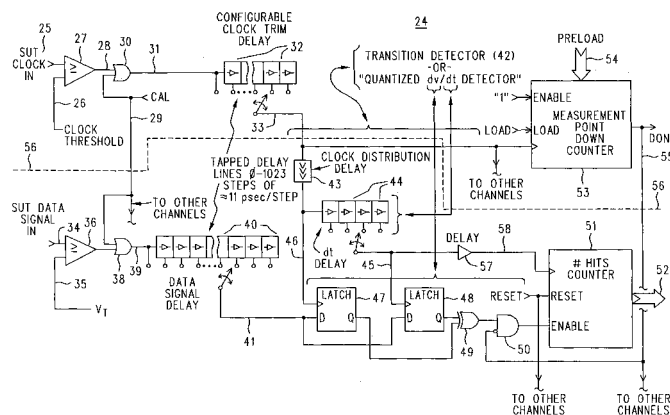 24
25
SUT
CLOCK
IN
27
28
30
31
CONFIGURABLE
CLOCK TRIM
DELAY
32
26
CLOCK THRESHOLD
CAL
29
33
TRANSITION DETECTOR (42)
-OR-
"QUANTIZED dv/dt DETECTOR"
PRELOAD
54
"1"
ENABLE
LOAD
LOAD
MEASUREMENT
POINT
DOWN
COUNTER
53
DON
55
56
56
TAPPED DELAY
LINES 0-1023
STEPS OF
≈11 psec/STEP
CLOCK DISTRIBUTION
DELAY
43
44
TO OTHER
CHANNELS
TO OTHER CHANNELS
SUT DATA
SIGNAL
IN
34
36
35
VT
38
39
40
DATA SIGNAL
DELAY
41
46
dt
DELAY
45
DELAY
57
58
51
# HITS
COUNTER
52
RESET
RESET
ENABLE
LATCH
47
D
Q
LATCH
48
D
Q
49
50
TO OTHER
CHANNELS
TO OTHER
CHANNELS